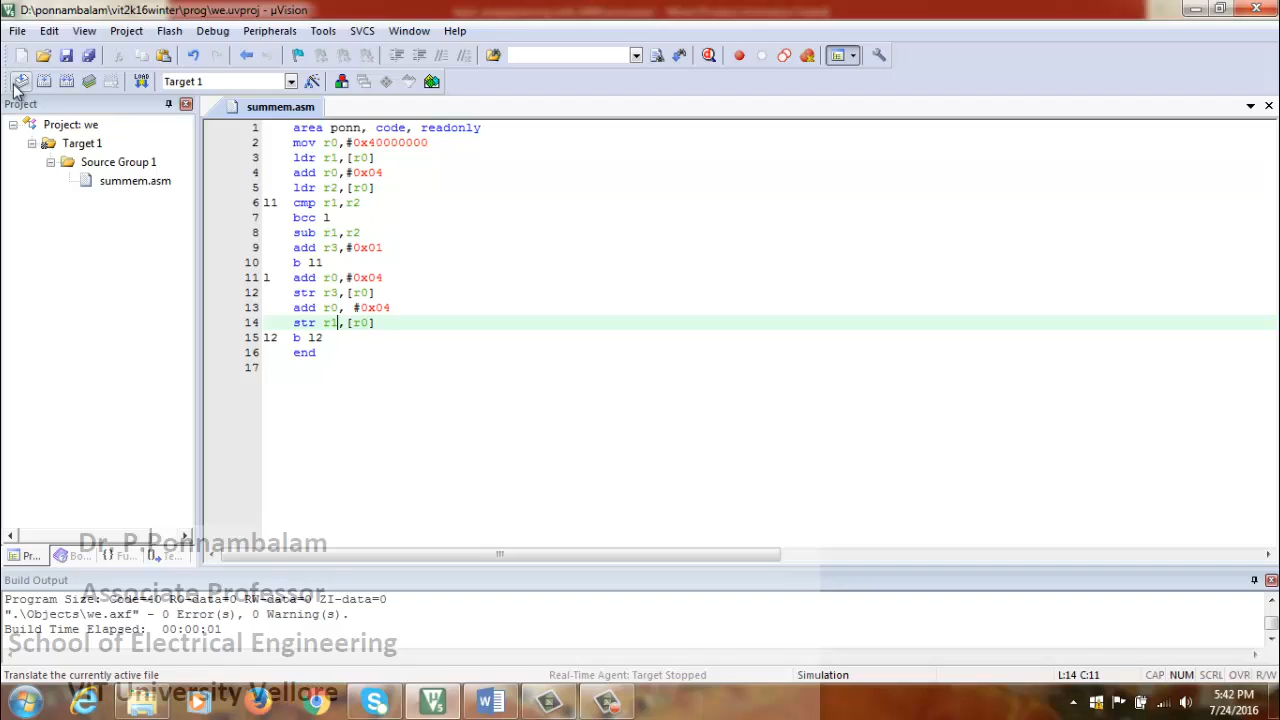 D:\ponnambalam\vit2k16winter\prog\we.uvproj - µVision
File Edit View Project Flash Debug Peripherals Tools SVCS Window Help
LOAD Target 1
Project
summem.asm
Project: we
Target 1
Source Group 1
summem.asm
1 area ponn, code, readonly
2 mov r0,#0x40000000
3 ldr r1,[r0]
4 add r0,#0x04
5 ldr r2,[r0]
6 l1 cmp r1,r2
7 bcc l
8 sub r1,r2
9 add r3,#0x01
10 b l1
11 l add r0,#0x04
12 str r3,[r0]
13 add r0, #0x04
14 str r1,[r0]
15 l2 b l2
16 end
17
Pr... Bo... Fu... Te...
Dr. P.Ponnambalam
Associate Professor
School of Electrical Engineering
VIT University Vellore
Build Output
Program Size: Code=40 RO-data=0 RW-data=0 ZI-data=0
".\Objects\we.axf" - 0 Error(s), 0 Warning(s).
Build Time Elapsed: 00:00:01
Translate the currently active file Real-Time Agent: Target Stopped Simulation L:14 C:11 CAP NUM SCRL OVR R/W
5:42 PM
7/24/2016